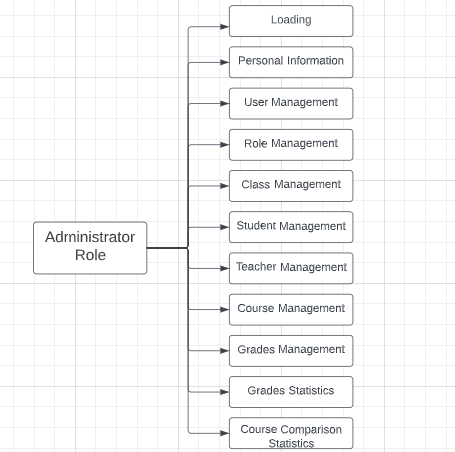 Loading
Personal Information
User Management
Role Management
Class Management
Student Management
Administrator
Role
Teacher Management
Course Management
Grades Management
Grades Statistics
Course Comparison
Statistics